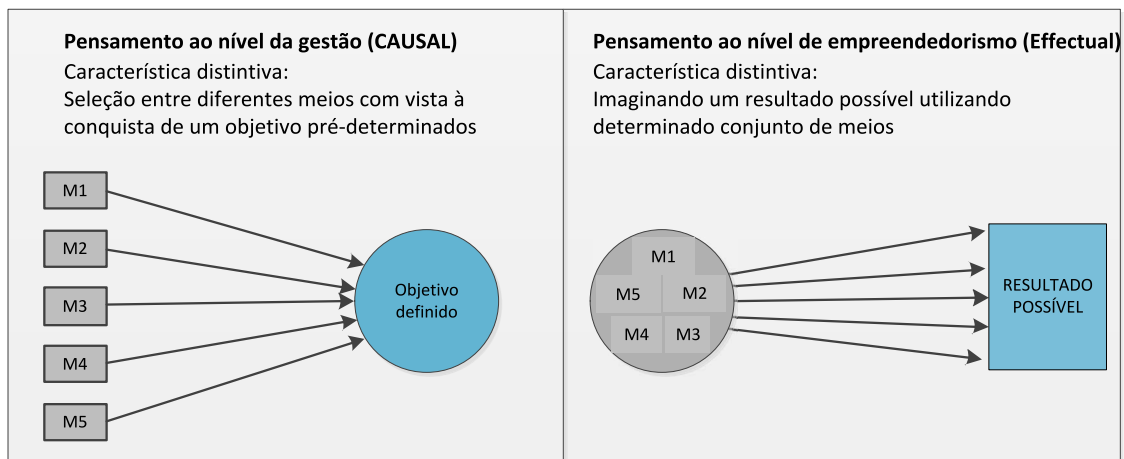 Pensamento ao nível da gestão (CAUSAL)
Característica distintiva:
Seleção entre diferentes meios com vista à
conquista de um objetivo pré-determinados
M1
M2
M3
M4
M5
Objetivo
definido
Pensamento ao nível de empreendedorismo (Effectual)
Característica distintiva:
Imaginando um resultado possível utilizando
determinado conjunto de meios
M1
M5
M2
M4
M3
RESULTADO
POSSÍVEL